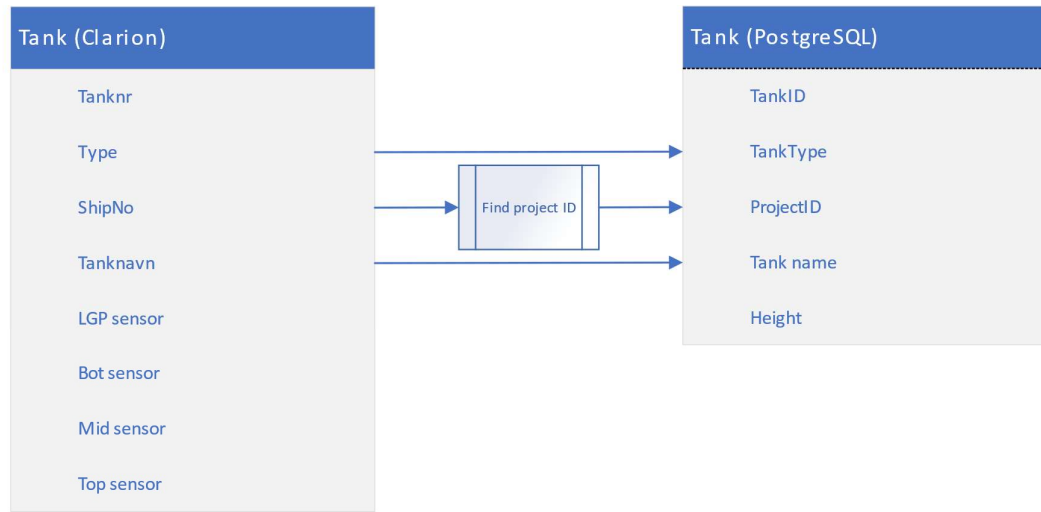 Tank (Clarion)
Tanknr
Type
ShipNo
Tanknavn
LGP sensor
Bot sensor
Mid sensor
Top sensor
Find project ID
Tank (PostgreSQL)
TankID
TankType
ProjectID
Tank name
Height